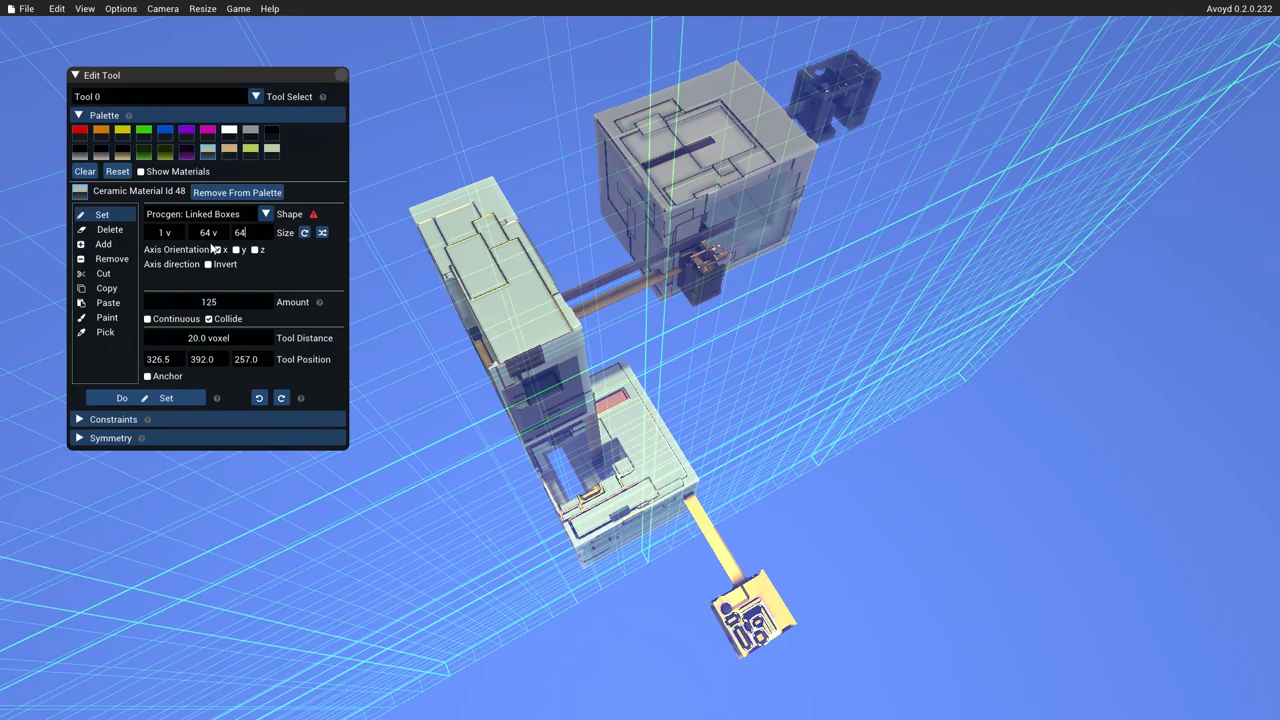 File Edit View Options Camera Resize Game Help Avoyd 0.2.0.232
Edit Tool
Tool 0 Tool Select ?
Palette ?
Clear Reset Show Materials
Ceramic Material Id 48 Remove From Palette
Set
Delete
Add
Remove
Cut
Copy
Paste
Paint
Pick
Procgen: Linked Boxes Shape
1 v 64 v 64 Size
Axis Orientation x y z
Axis direction Invert
125 Amount ?
Continuous Collide
20.0 voxel Tool Distance
326.5 392.0 257.0 Tool Position
Anchor
Do Set ? ?
Constraints ?
Symmetry ?